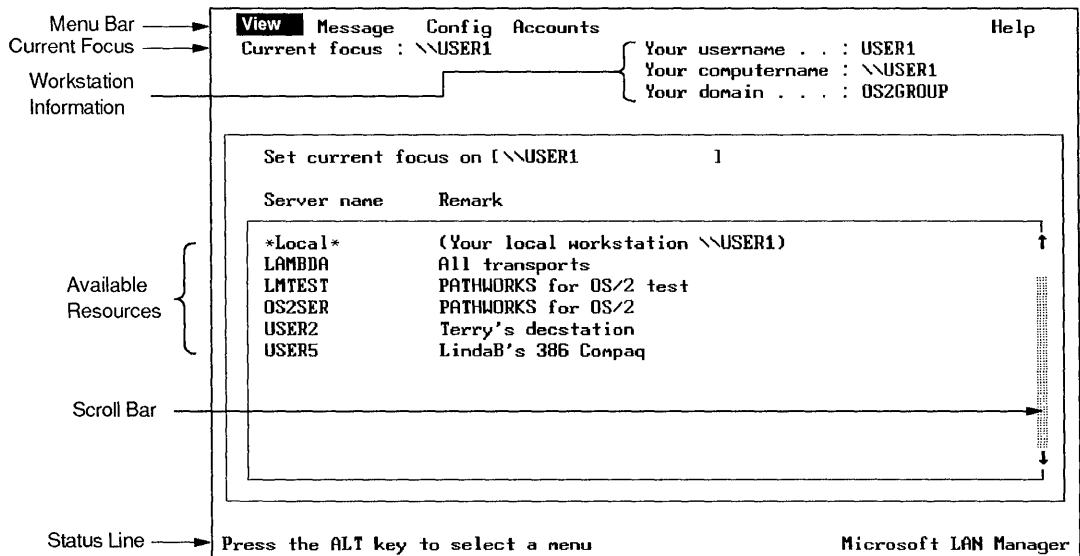 Menu Bar
View Message Config Accounts Help
Current Focus
Current focus : \\USER1
Workstation Information
Your username . . : USER1
Your computername : \\USER1
Your domain . . . : OS2GROUP
Set current focus on [\\USER1 ]
Server name Remark
Available Resources
*Local* (Your local workstation \\USER1)
LAMBDA All transports
LMTEST PATHWORKS for OS/2 test
OS2SER PATHWORKS for OS/2
USER2 Terry's decstation
USER5 LindaB's 386 Compaq
Scroll Bar
Status Line
Press the ALT key to select a menu Microsoft LAN Manager